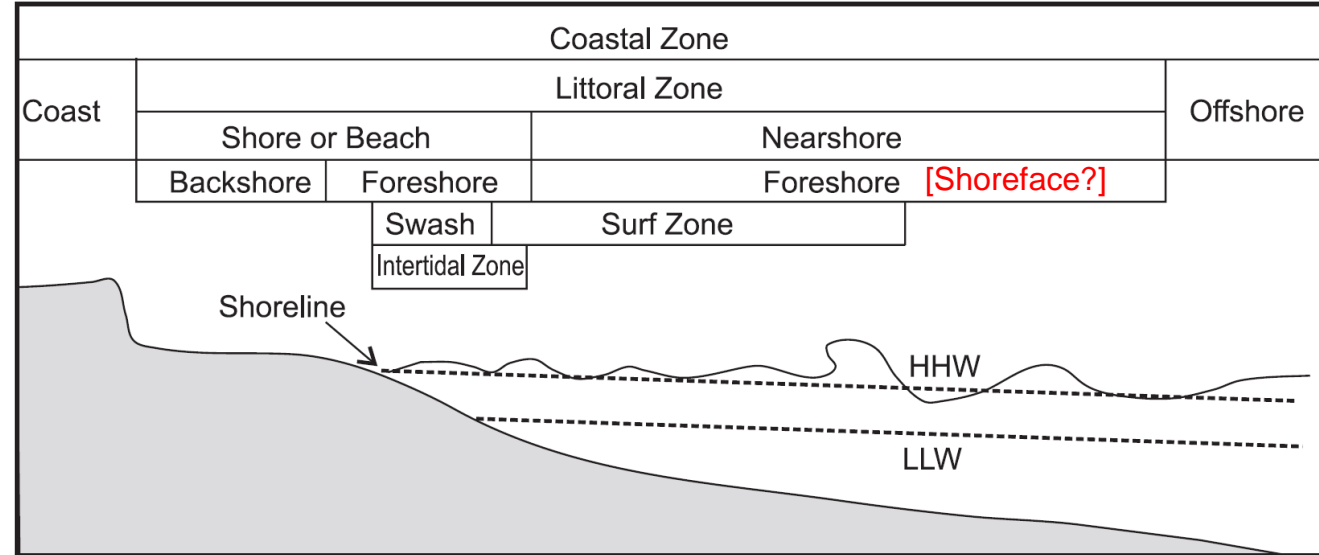 Coastal Zone
Coast
Littoral Zone
Offshore
Shore or Beach
Nearshore
Backshore
Foreshore
Foreshore [Shoreface?]
Swash
Surf Zone
Intertidal Zone
Shoreline
HHW
LLW